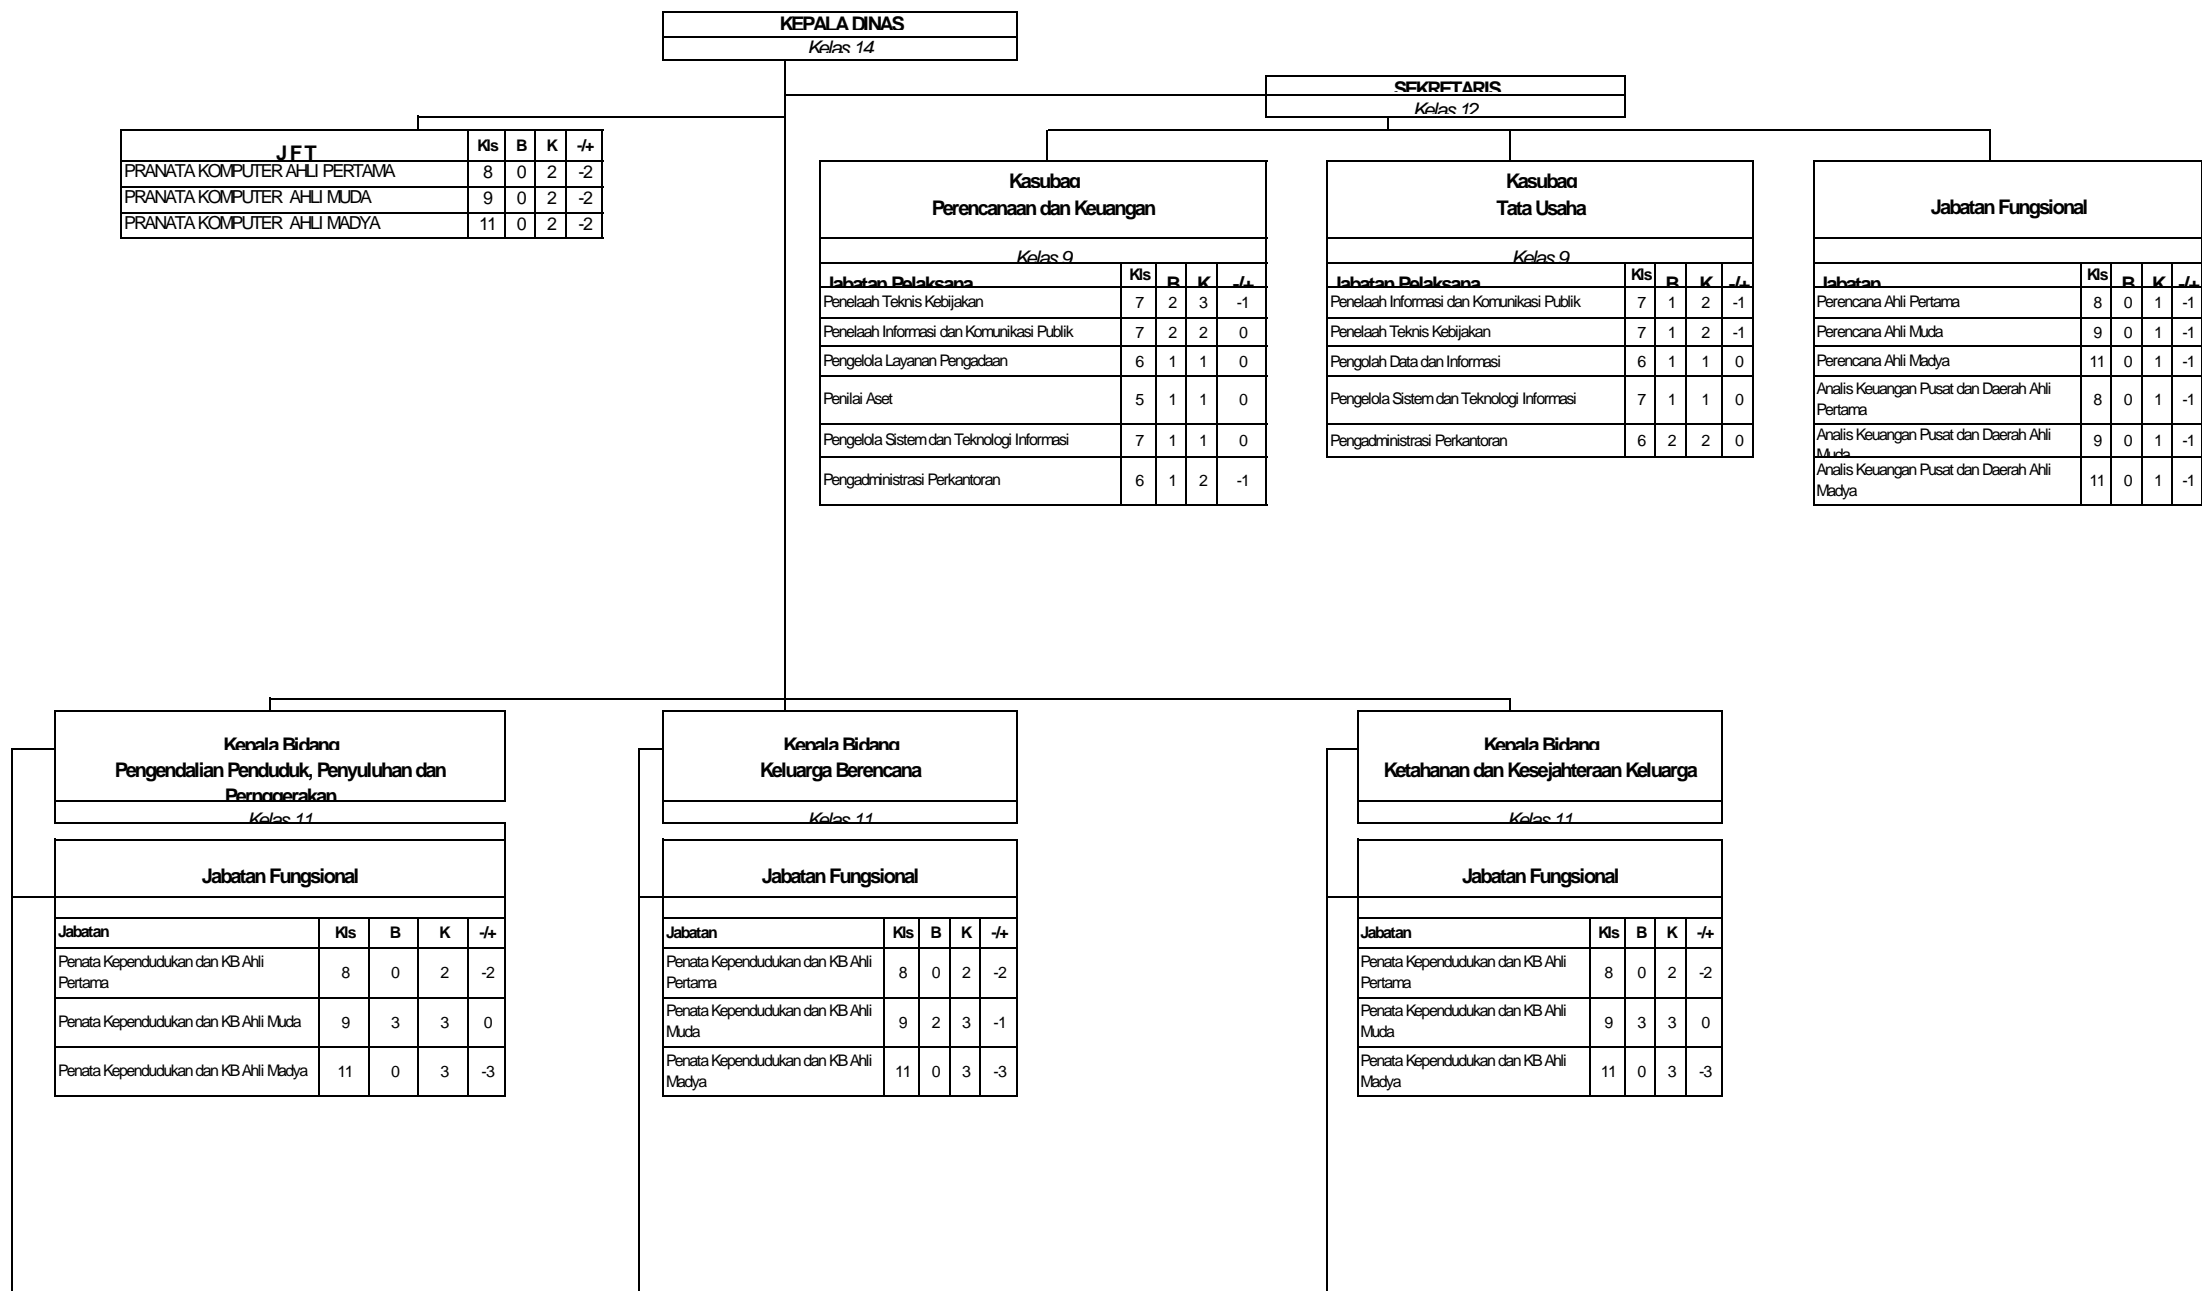 KEPALA DINAS
Kelas 14
SEKRETARIS
Kelas 12
JFT Kls B K -/+
PRANATA KOMPUTER AHLI PERTAMA 8 0 2 -2
PRANATA KOMPUTER AHLI MUDA 9 0 2 -2
PRANATA KOMPUTER AHLI MADYA 11 0 2 -2
Kasubag
Perencanaan dan Keuangan
Kelas 9
Jabatan Pelaksana Kls B K -/+
Penelaah Teknis Kebijakan 7 2 3 -1
Penelaah Informasi dan Komunikasi Publik 7 2 2 0
Pengelola Layanan Pengadaan 6 1 1 0
Penilai Aset 5 1 1 0
Pengelola Sistem dan Teknologi Informasi 7 1 1 0
Pengadministrasi Perkantoran 6 1 2 -1
Kasubag
Tata Usaha
Kelas 9
Jabatan Pelaksana Kls B K -/+
Penelaah Informasi dan Komunikasi Publik 7 1 2 -1
Penelaah Teknis Kebijakan 7 1 2 -1
Pengolah Data dan Informasi 6 1 1 0
Pengelola Sistem dan Teknologi Informasi 7 1 1 0
Pengadministrasi Perkantoran 6 2 2 0
Jabatan Fungsional
Jabatan Kls B K -/+
Perencana Ahli Pertama 8 0 1 -1
Perencana Ahli Muda 9 0 1 -1
Perencana Ahli Madya 11 0 1 -1
Analis Keuangan Pusat dan Daerah Ahli
Pertama 8 0 1 -1
Analis Keuangan Pusat dan Daerah Ahli
Muda 9 0 1 -1
Analis Keuangan Pusat dan Daerah Ahli
Madya 11 0 1 -1
Kepala Bidang
Pengendalian Penduduk, Penyuluhan dan
Pernggerakan
Kelas 11
Jabatan Fungsional
Jabatan Kls B K -/+
Penata Kependudukan dan KB Ahli
Pertama 8 0 2 -2
Penata Kependudukan dan KB Ahli Muda 9 3 3 0
Penata Kependudukan dan KB Ahli Madya 11 0 3 -3
Kepala Bidang
Keluarga Berencana
Kelas 11
Jabatan Fungsional
Jabatan Kls B K -/+
Penata Kependudukan dan KB Ahli
Pertama 8 0 2 -2
Penata Kependudukan dan KB Ahli
Muda 9 2 3 -1
Penata Kependudukan dan KB Ahli
Madya 11 0 3 -3
Kepala Bidang
Ketahanan dan Kesejahteraan Keluarga
Kelas 11
Jabatan Fungsional
Jabatan Kls B K -/+
Penata Kependudukan dan KB Ahli
Pertama 8 0 2 -2
Penata Kependudukan dan KB Ahli
Muda 9 3 3 0
Penata Kependudukan dan KB Ahli
Madya 11 0 3 -3